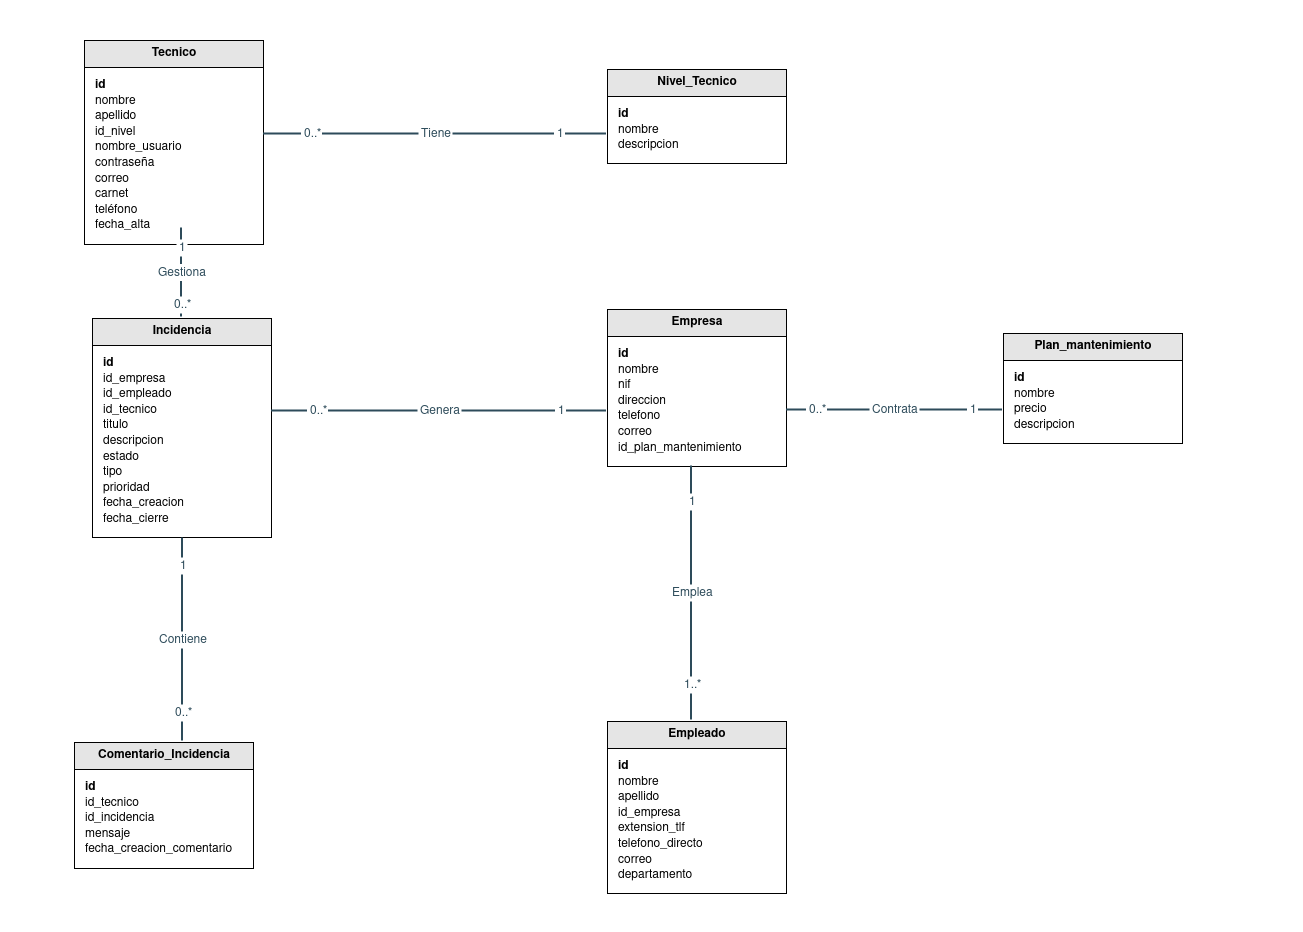 Tecnico
id
nombre
apellido
id_nivel
nombre_usuario
contraseña
correo
carnet
teléfono
fecha_alta
0..*
Tiene
1
Nivel_Tecnico
id
nombre
descripcion
1
Gestiona
0..*
Incidencia
id
id_empresa
id_empleado
id_tecnico
titulo
descripcion
estado
tipo
prioridad
fecha_creacion
fecha_cierre
0..*
Genera
1
Empresa
id
nombre
nif
direccion
telefono
correo
id_plan_mantenimiento
0..*
Contrata
1
Plan_mantenimiento
id
nombre
precio
descripcion
1
Contiene
0..*
Comentario_Incidencia
id
id_tecnico
id_incidencia
mensaje
fecha_creacion_comentario
1
Emplea
1..*
Empleado
id
nombre
apellido
id_empresa
extension_tlf
telefono_directo
correo
departamento